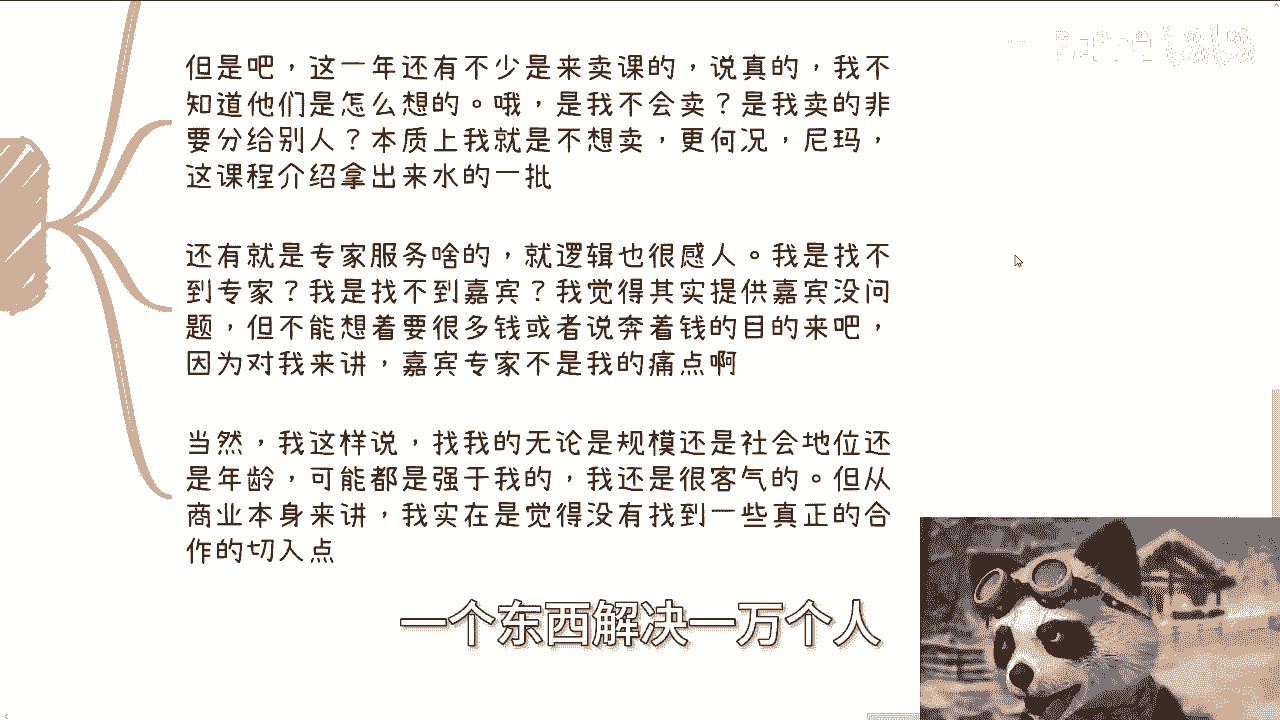 但是吧，这一年还有不少是来卖课的，说真的，我不
知道他们是怎么想的。哦，是我不会卖？是我卖的非
要分给别人？本质上我就是不想卖，更何况，尼玛，
这课程介绍拿出来水的一批
还有就是专家服务啥的，就逻辑也很感人。我是找不
到专家？我是找不到嘉宾？我觉得其实提供嘉宾没问
题，但不能想着要很多钱或者说奔着钱的目的来吧，
因为对我来讲，嘉宾专家不是我的痛点啊
当然，我这样说，找我的无论是规模还是社会地位还
是年龄，可能都是强于我的，我还是很客气的。但从
商业本身来讲，我实在是觉得没有找到一些真正的合
作的切入点
一个东西解决一万个人